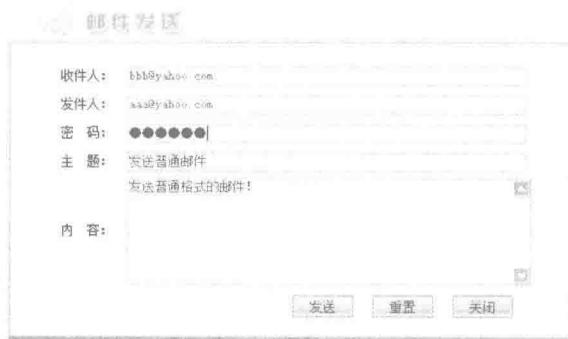 邮件发送
收件人： bbb@yahoo.com
发件人： aaa@yahoo.com
密 码： ●●●●●●
主 题： 发送普通邮件
内 容： 发送普通格式的邮件！
发送 重置 关闭